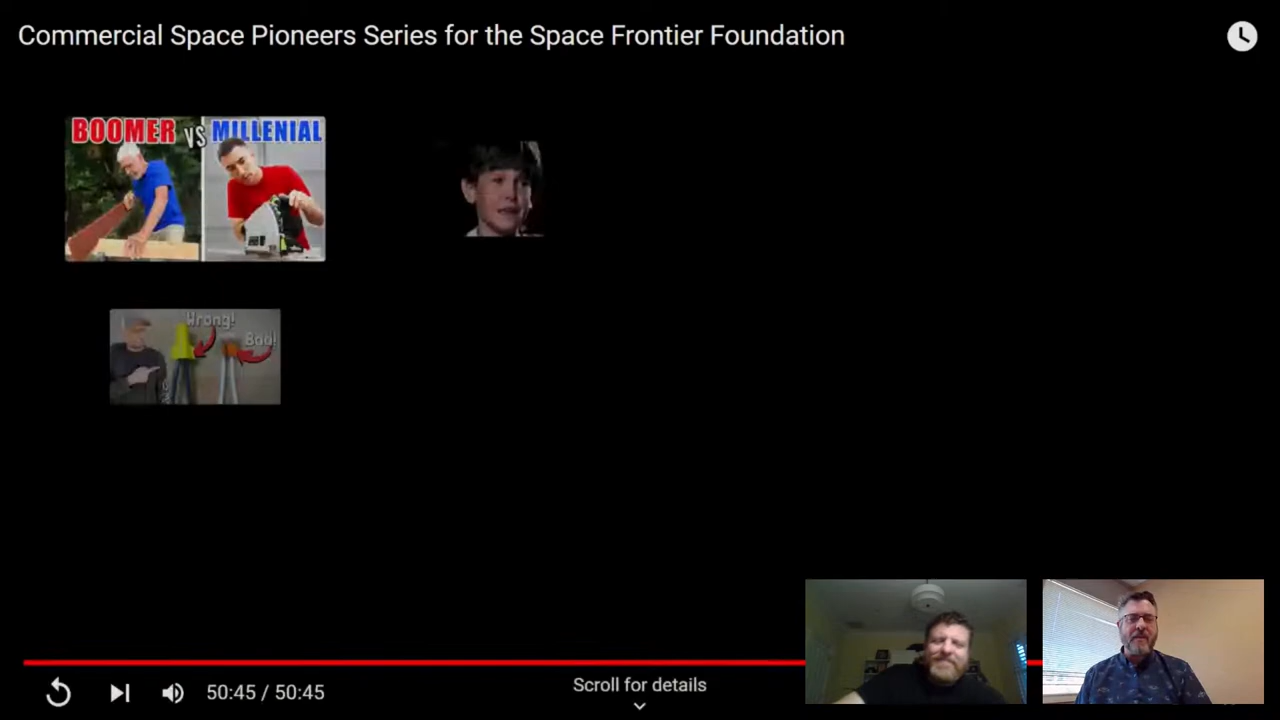 Commercial Space Pioneers Series for the Space Frontier Foundation
BOOMER VS MILLENIAL
Wrong!
Bad!
50:45 / 50:45
Scroll for details